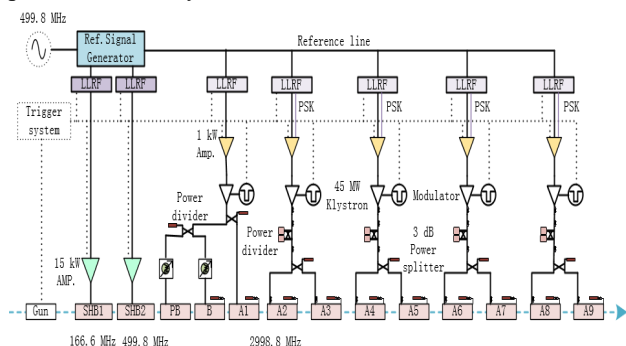 499.8 MHz
Ref.Signal
Generator
Reference line
LLRF LLRF LLRF LLRF LLRF LLRF LLRF
PSK PSK PSK PSK
Trigger
system
1 kW
Amp.
45 MW
Klystron
Modulator
Power
divider
Power
divider
3 dB
Power
splitter
15 kW
AMP.
Gun SHB1 SHB2 PB B A1 A2 A3 A4 A5 A6 A7 A8 A9
166.6 MHz 499.8 MHz 2998.8 MHz